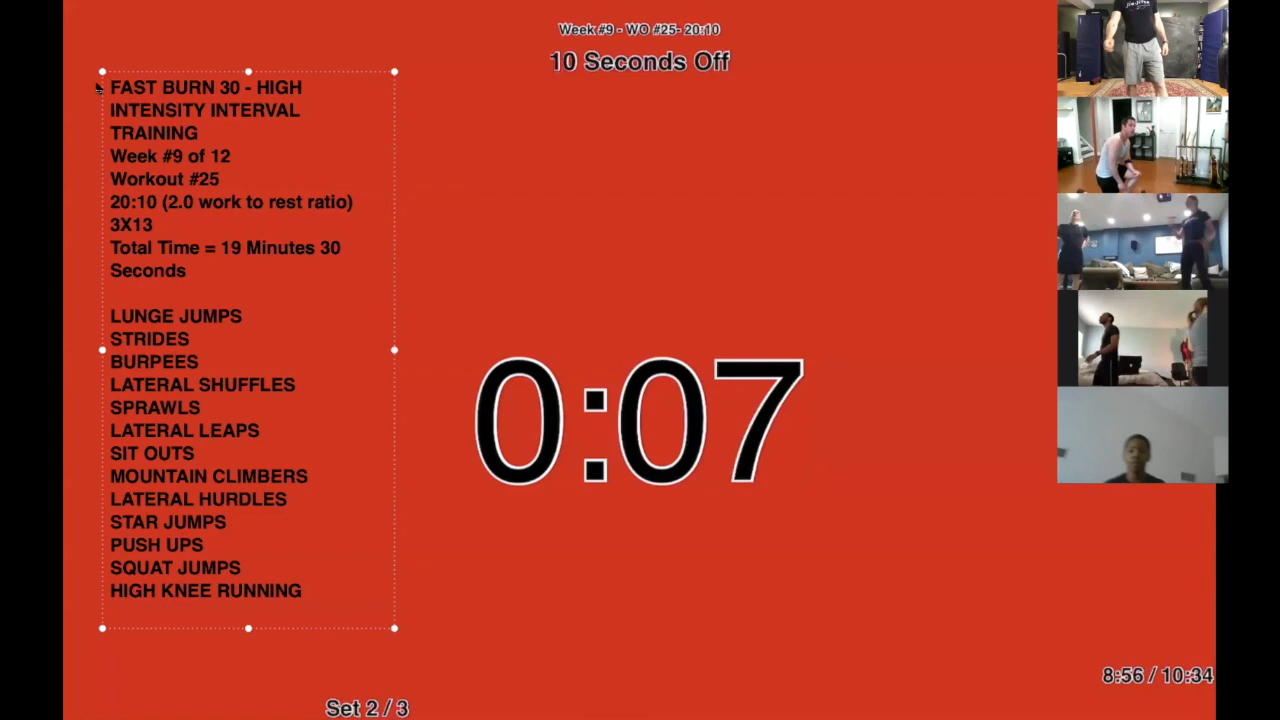 Week #9 - WO #25- 20:10
10 Seconds Off
FAST BURN 30 - HIGH
INTENSITY INTERVAL
TRAINING
Week #9 of 12
Workout #25
20:10 (2.0 work to rest ratio)
3X13
Total Time = 19 Minutes 30
Seconds
LUNGE JUMPS
STRIDES
BURPEES
LATERAL SHUFFLES
SPRAWLS
LATERAL LEAPS
SIT OUTS
MOUNTAIN CLIMBERS
LATERAL HURDLES
STAR JUMPS
PUSH UPS
SQUAT JUMPS
HIGH KNEE RUNNING
0:07
8:56 / 10:34
Set 2 / 3